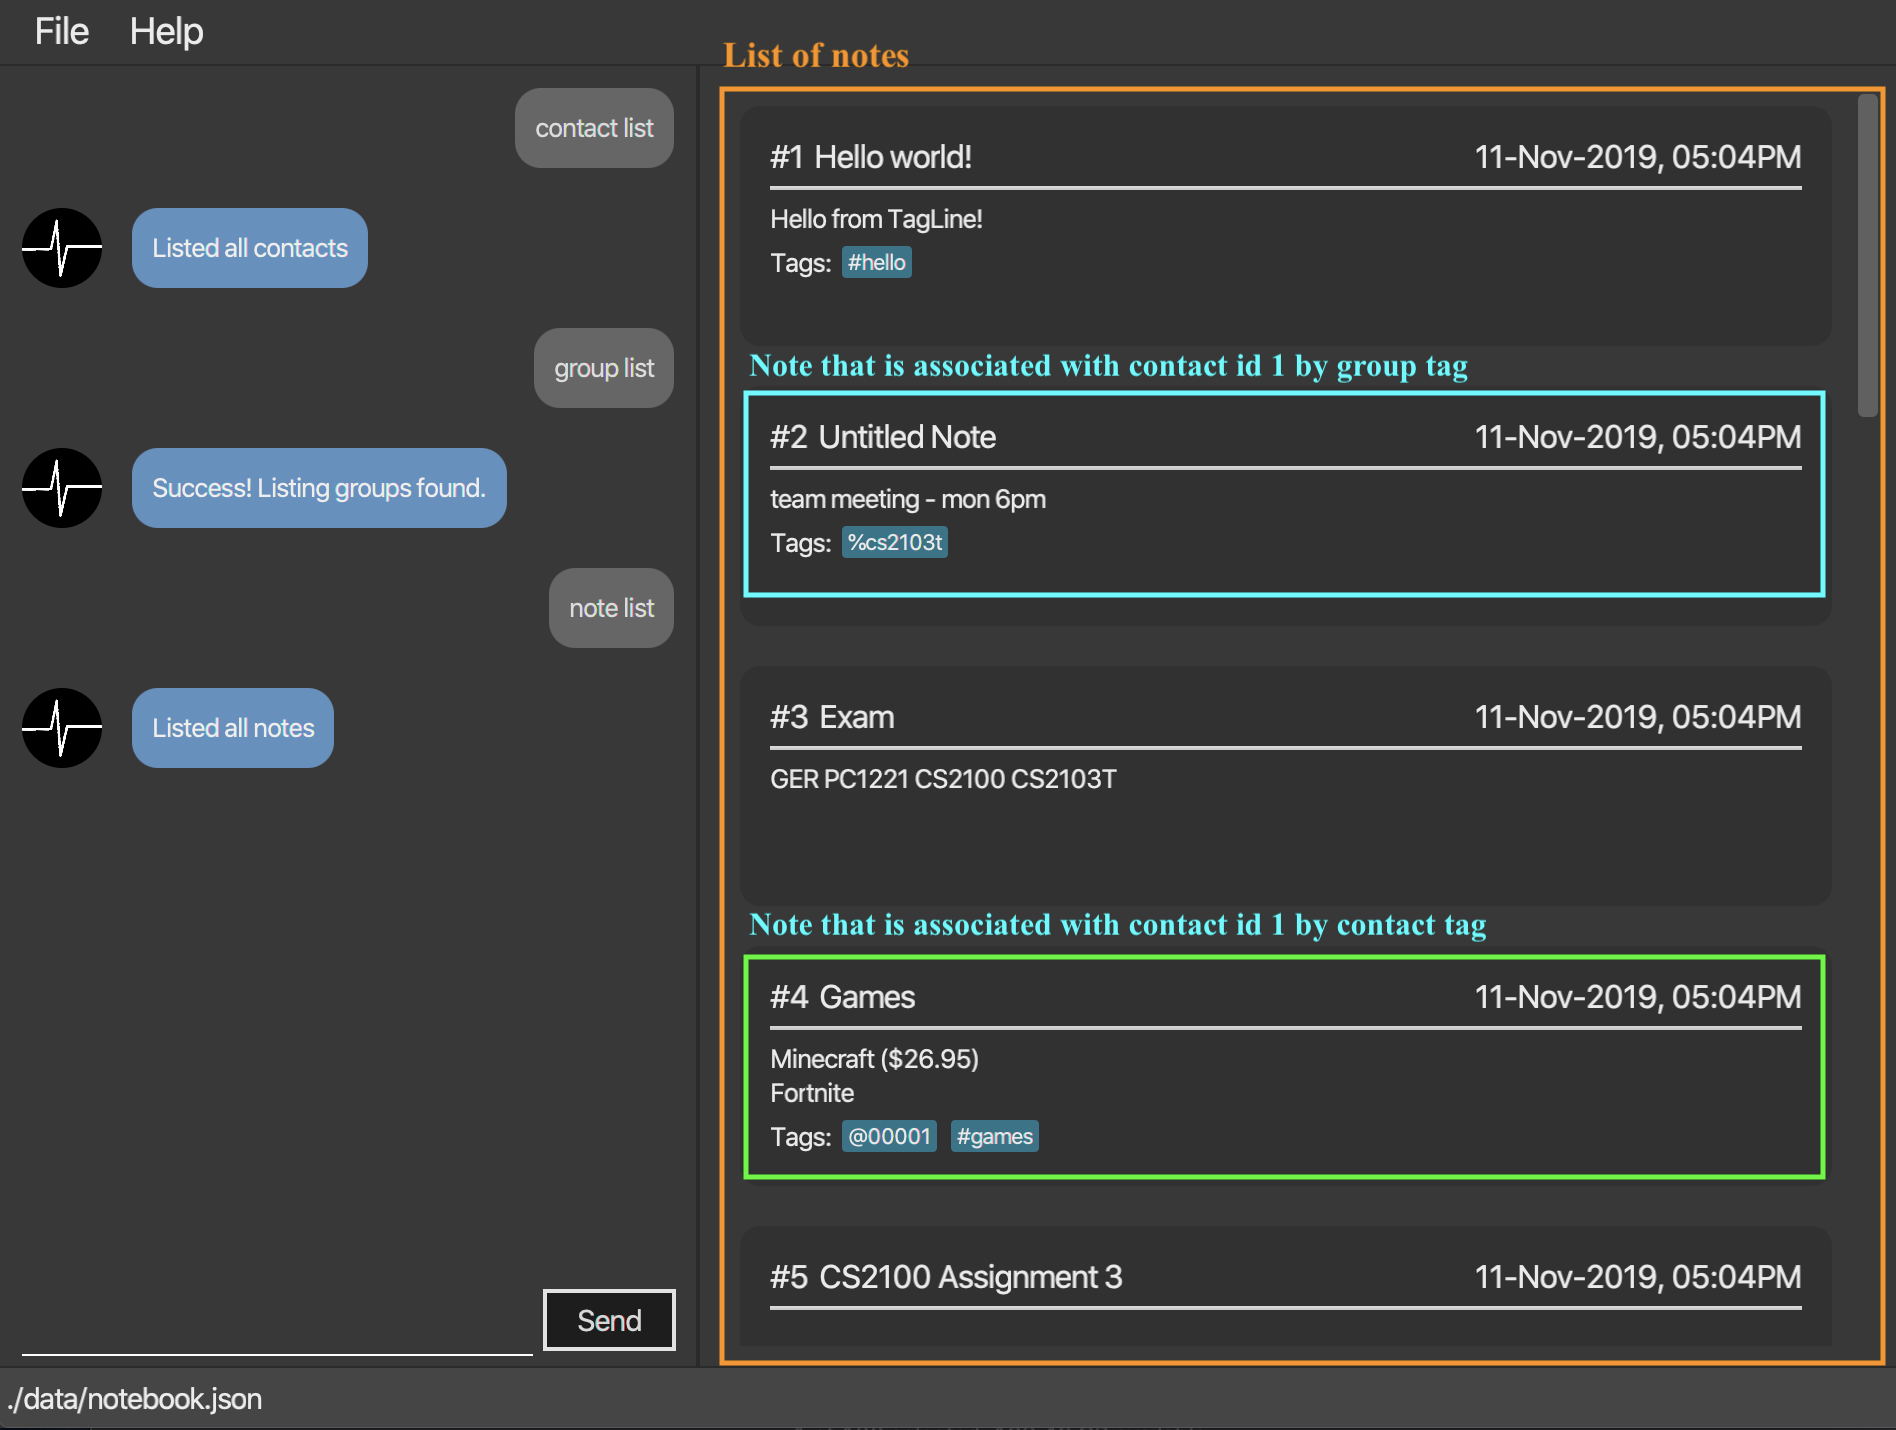 File Help
contact list
Listed all contacts
group list
Success! Listing groups found.
note list
Listed all notes
Send
./data/notebook.json
List of notes
#1 Hello world! 11-Nov-2019, 05:04PM
Hello from TagLine!
Tags: #hello
Note that is associated with contact id 1 by group tag
#2 Untitled Note 11-Nov-2019, 05:04PM
team meeting - mon 6pm
Tags: %cs2103t
#3 Exam 11-Nov-2019, 05:04PM
GER PC1221 CS2100 CS2103T
Note that is associated with contact id 1 by contact tag
#4 Games 11-Nov-2019, 05:04PM
Minecraft ($26.95)
Fortnite
Tags: @00001 #games
#5 CS2100 Assignment 3 11-Nov-2019, 05:04PM